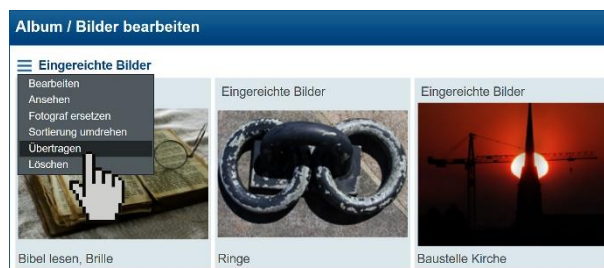 Album / Bilder bearbeiten
Eingereichte Bilder
Bearbeiten
Ansehen
Fotograf ersetzen
Sortierung umdrehen
Übertragen
Löschen
Eingereichte Bilder
Eingereichte Bilder
Bibel lesen, Brille
Ringe
Baustelle Kirche